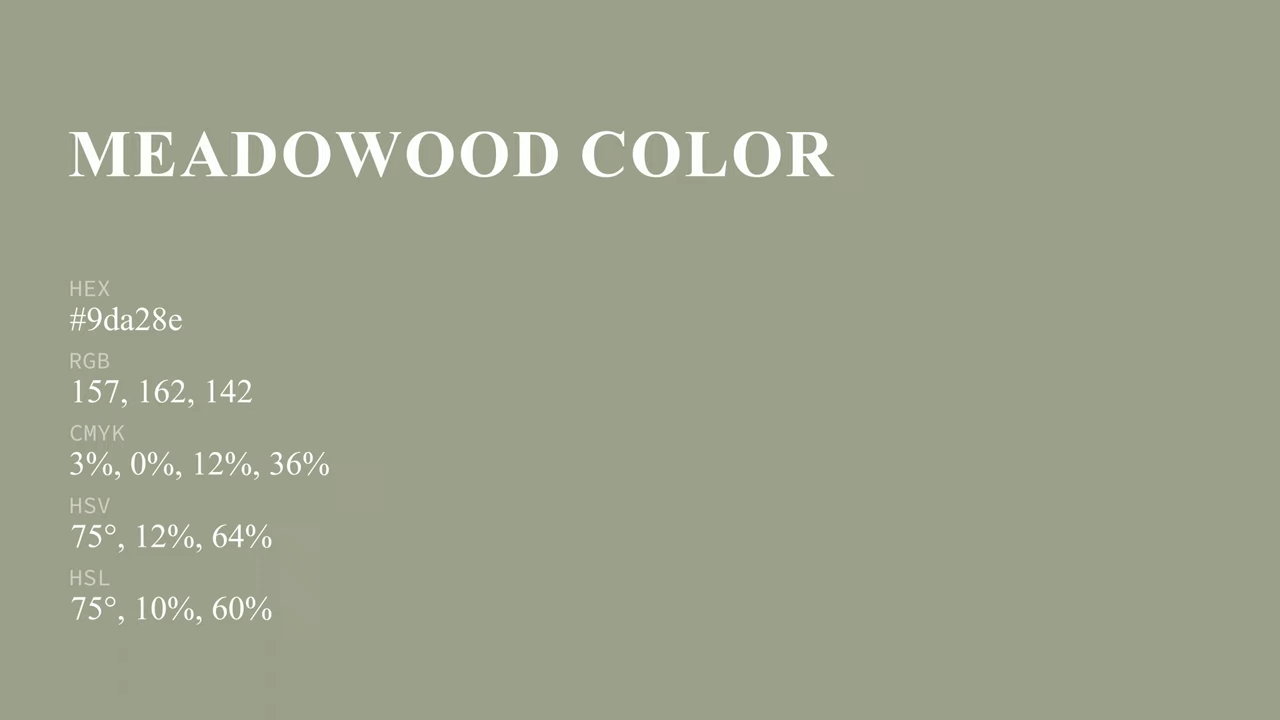 MEADOWOOD COLOR
HEX
#9da28e
RGB
157, 162, 142
CMYK
3%, 0%, 12%, 36%
HSV
75°, 12%, 64%
HSL
75°, 10%, 60%